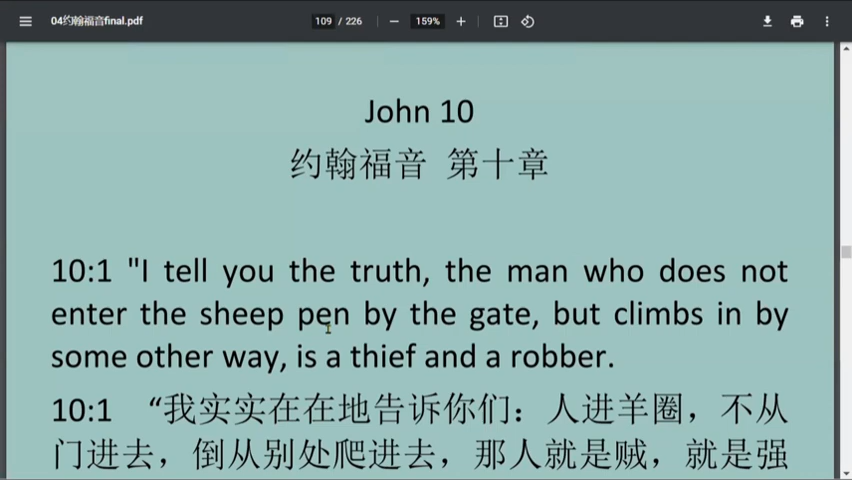 04约翰福音final.pdf
109 / 226
159%
John 10
约翰福音 第十章
10:1 "I tell you the truth, the man who does not
enter the sheep pen by the gate, but climbs in by
some other way, is a thief and a robber.
10:1 “我实实在在地告诉你们：人进羊圈，不从
门进去，倒从别处爬进去，那人就是贼，就是强